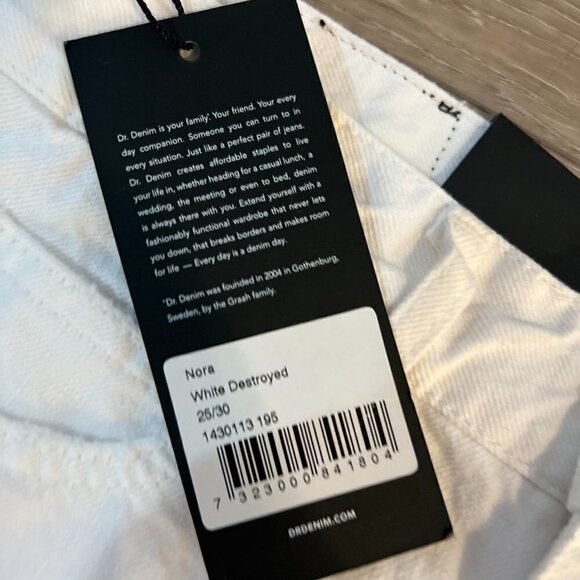 Dr. Denim is your family*. Your friend. Your every
day companion. Someone you can turn to in
every situation. Just like a perfect pair of jeans.
Dr. Denim creates affordable staples to live
your life in, whether heading for a casual lunch, a
wedding, the meeting or even to bed, denim
is always there with you. Extend yourself with a
fashionably functional wardrobe that never lets
you down, that breaks borders and makes room
for life — Every day is a denim day.
*Dr. Denim was founded in 2004 in Gothenburg,
Sweden, by the Graah family.
Nora
White Destroyed
25/30
1430113 195
7 323000 841804
DRDENIM.COM